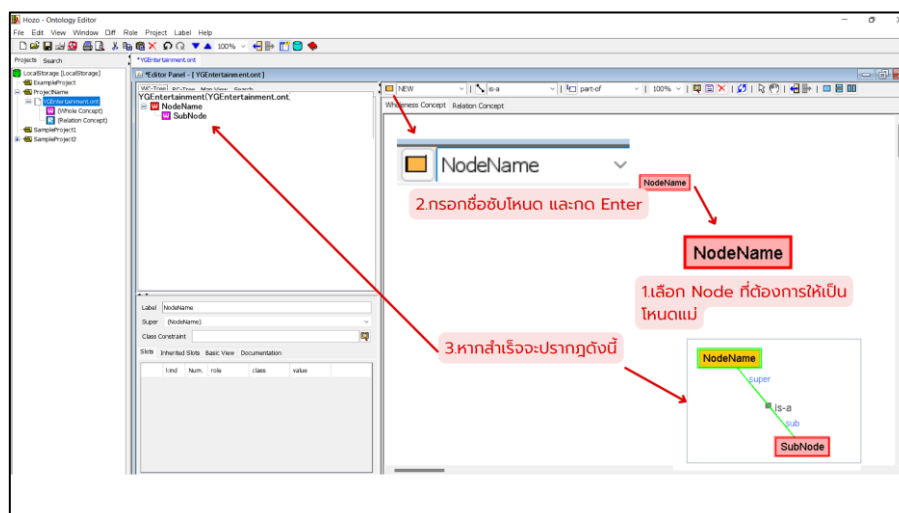 Hozo - Ontology Editor
File Edit View Window Diff Role Project Label Help
100%
Projects Search
*YGEntertainment.ont
LocalStorage [LocalStorage]
ExampleProject
ProjectName
YGEntertainment.ont
(Whole Concept)
(Relation Concept)
SampleProject1
SampleProject2
*Editor Panel - [ YGEntertainment.ont ]
YGEntertainment(YGEntertainment.ont
NodeName
SubNode
NEW is-a part-of 100%
Wholeness Concept Relation Concept
NodeName
2.กรอกชื่อซับโหนด และกด Enter
NodeName
NodeName
1.เลือก Node ที่ต้องการให้เป็น
โหนดแม่
3.หากสำเร็จจะปรากฏดังนี้
NodeName
super
is-a
sub
SubNode
Label NodeName
Super (NodeName)
Class Constraint
Slots Inherited Slots Basic View Documentation
kind Num. role class value